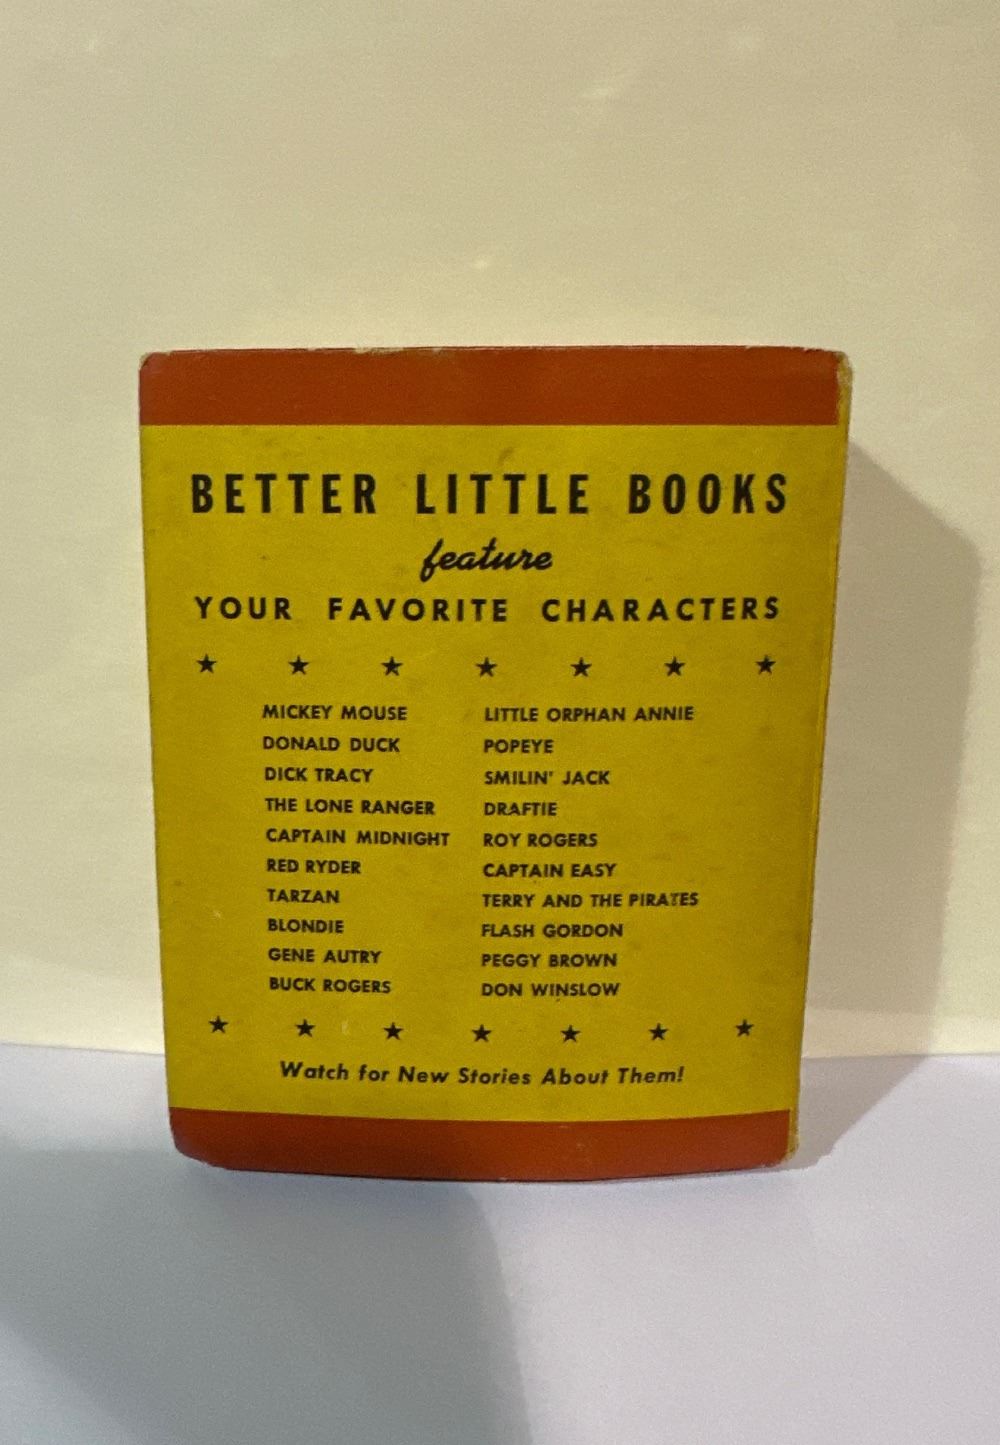 BETTER LITTLE BOOKS
feature
YOUR FAVORITE CHARACTERS
★ ★ ★ ★ ★ ★ ★
MICKEY MOUSE
DONALD DUCK
DICK TRACY
THE LONE RANGER
CAPTAIN MIDNIGHT
RED RYDER
TARZAN
BLONDIE
GENE AUTRY
BUCK ROGERS
LITTLE ORPHAN ANNIE
POPEYE
SMILIN' JACK
DRAFTIE
ROY ROGERS
CAPTAIN EASY
TERRY AND THE PIRATES
FLASH GORDON
PEGGY BROWN
DON WINSLOW
★ ★ ★ ★ ★ ★ ★
Watch for New Stories About Them!